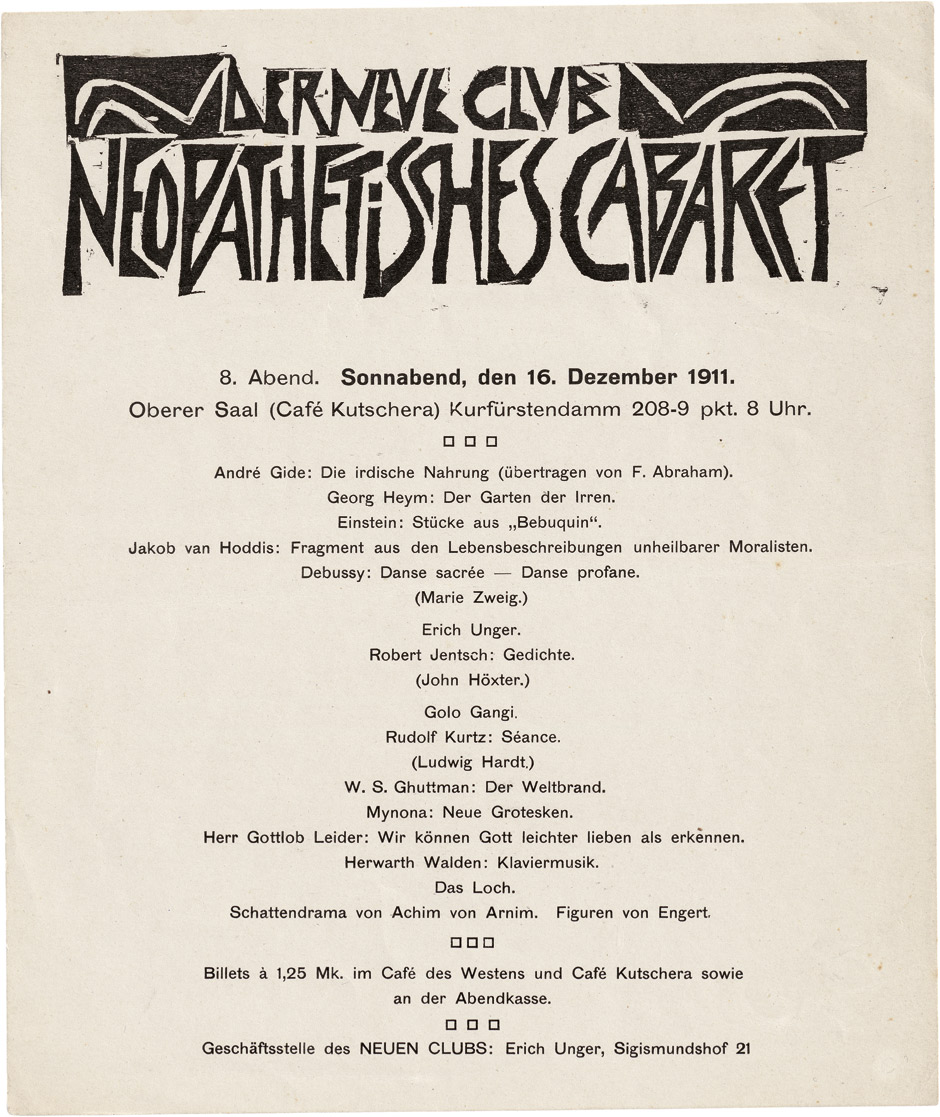 DER NEUE CLUB
NEOPATHETiSCHES CABARET
8. Abend. Sonnabend, den 16. Dezember 1911.
Oberer Saal (Café Kutschera) Kurfürstendamm 208-9 pkt. 8 Uhr.
André Gide: Die irdische Nahrung (übertragen von F. Abraham).
Georg Heym: Der Garten der Irren.
Einstein: Stücke aus „Bebuquin“.
Jakob van Hoddis: Fragment aus den Lebensbeschreibungen unheilbarer Moralisten.
Debussy: Danse sacrée — Danse profane.
(Marie Zweig.)
Erich Unger.
Robert Jentsch: Gedichte.
(John Höxter.)
Golo Gangi.
Rudolf Kurtz: Séance.
(Ludwig Hardt.)
W. S. Ghuttman: Der Weltbrand.
Mynona: Neue Grotesken.
Herr Gottlob Leider: Wir können Gott leichter lieben als erkennen.
Herwarth Walden: Klaviermusik.
Das Loch.
Schattendrama von Achim von Arnim. Figuren von Engert.
Billets à 1,25 Mk. im Café des Westens und Café Kutschera sowie
an der Abendkasse.
Geschäftsstelle des NEUEN CLUBS: Erich Unger, Sigismundshof 21